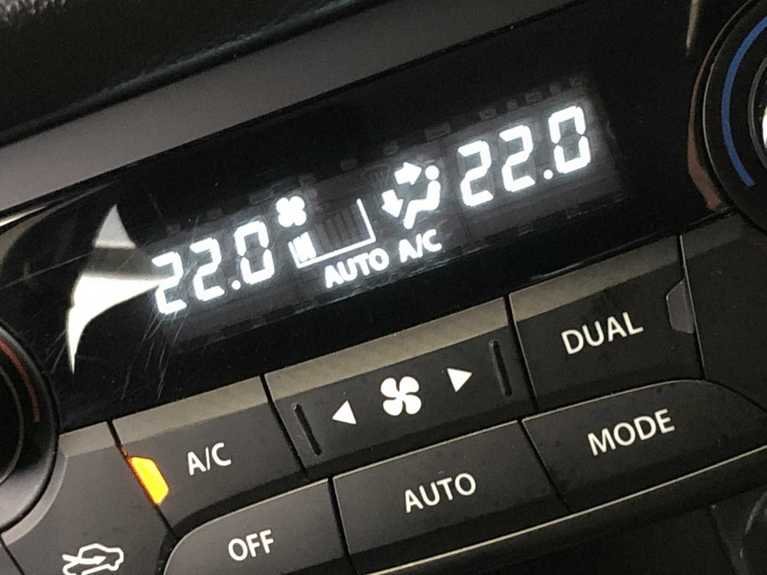 22.0 22.0
AUTO A/C
DUAL
A/C
MODE
AUTO
OFF